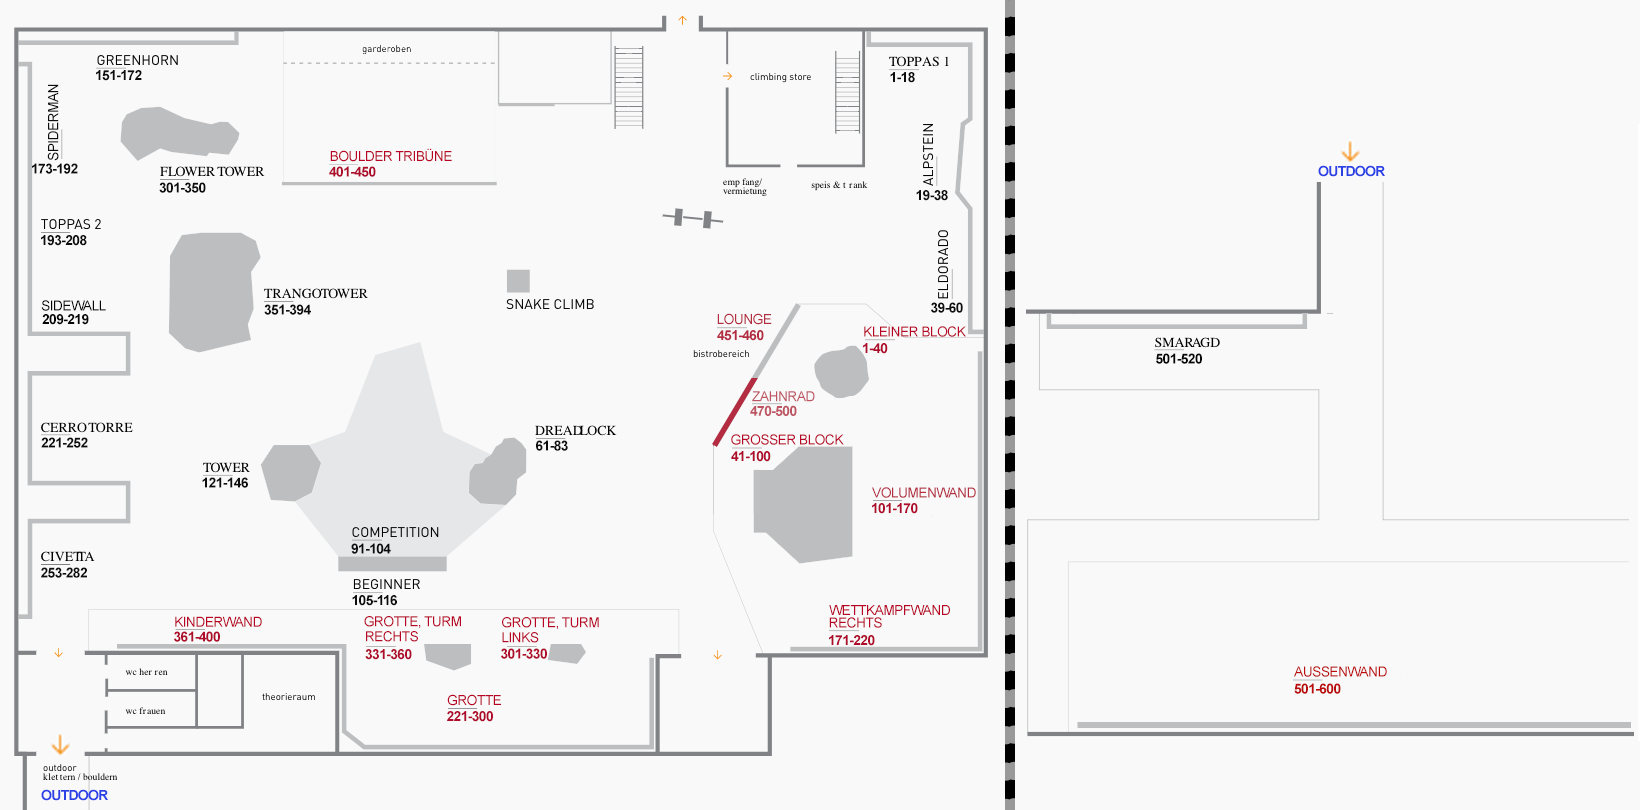 GREENHORN
151-172
SPIDERMAN
173-192
FLOWER TOWER
301-350
garderoben
BOULDER TRIBÜNE
401-450
climbing store
emp fang/
vermietung
speis & t rank
TOPPAS 1
1-18
ALPSTEIN
19-38
ELDORADO
39-60
TOPPAS 2
193-208
SIDEWALL
209-219
TRANGOTOWER
351-394
SNAKE CLIMB
LOUNGE
451-460
bistrobereich
KLEINER BLOCK
1-40
ZAHNRAD
470-500
GROSSER BLOCK
41-100
CERRO TORRE
221-252
TOWER
121-146
DREADLOCK
61-83
VOLUMENWAND
101-170
COMPETITION
91-104
BEGINNER
105-116
CIVETTA
253-282
KINDERWAND
361-400
GROTTE, TURM
RECHTS
331-360
GROTTE, TURM
LINKS
301-330
WETTKAMPFWAND
RECHTS
171-220
wc her ren
wc frauen
theorieraum
GROTTE
221-300
outdoor
klet tern / bouldern
OUTDOOR
OUTDOOR
SMARAGD
501-520
AUSSENWAND
501-600